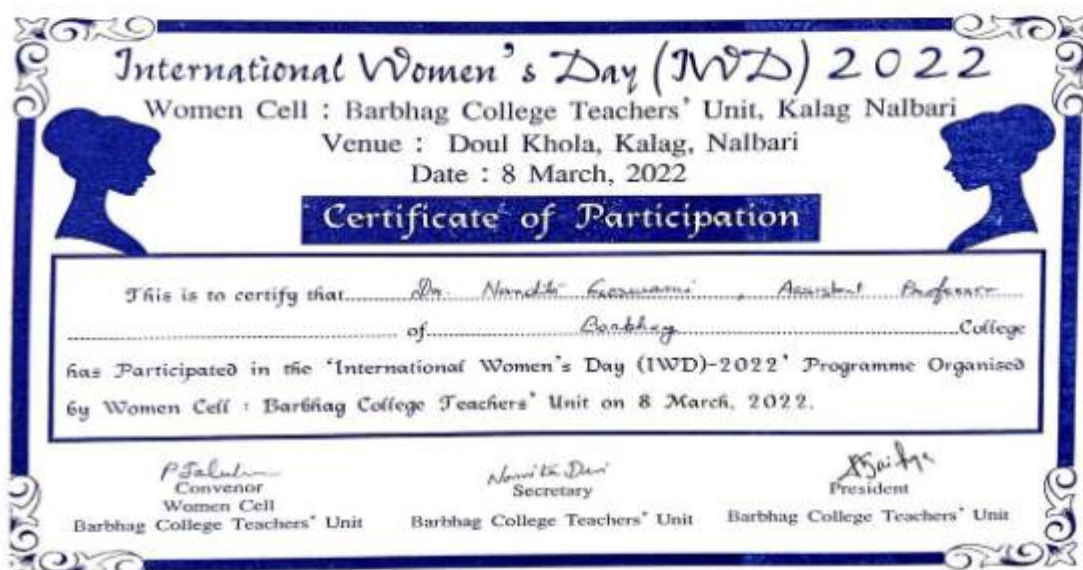 International Women's Day (IWD) 2022
Women Cell : Barbhag College Teachers' Unit, Kalag Nalbari
Venue : Doul Khola, Kalag, Nalbari
Date : 8 March, 2022
Certificate of Participation
This is to certify that Dr. Nandita Goswami, Assistant Professor
of Barbhag College
has Participated in the 'International Women's Day (IWD)-2022' Programme Organised
by Women Cell : Barbhag College Teachers' Unit on 8 March, 2022.
Namita Devi
Convenor Secretary President
Women Cell
Barbhag College Teachers' Unit Barbhag College Teachers' Unit Barbhag College Teachers' Unit